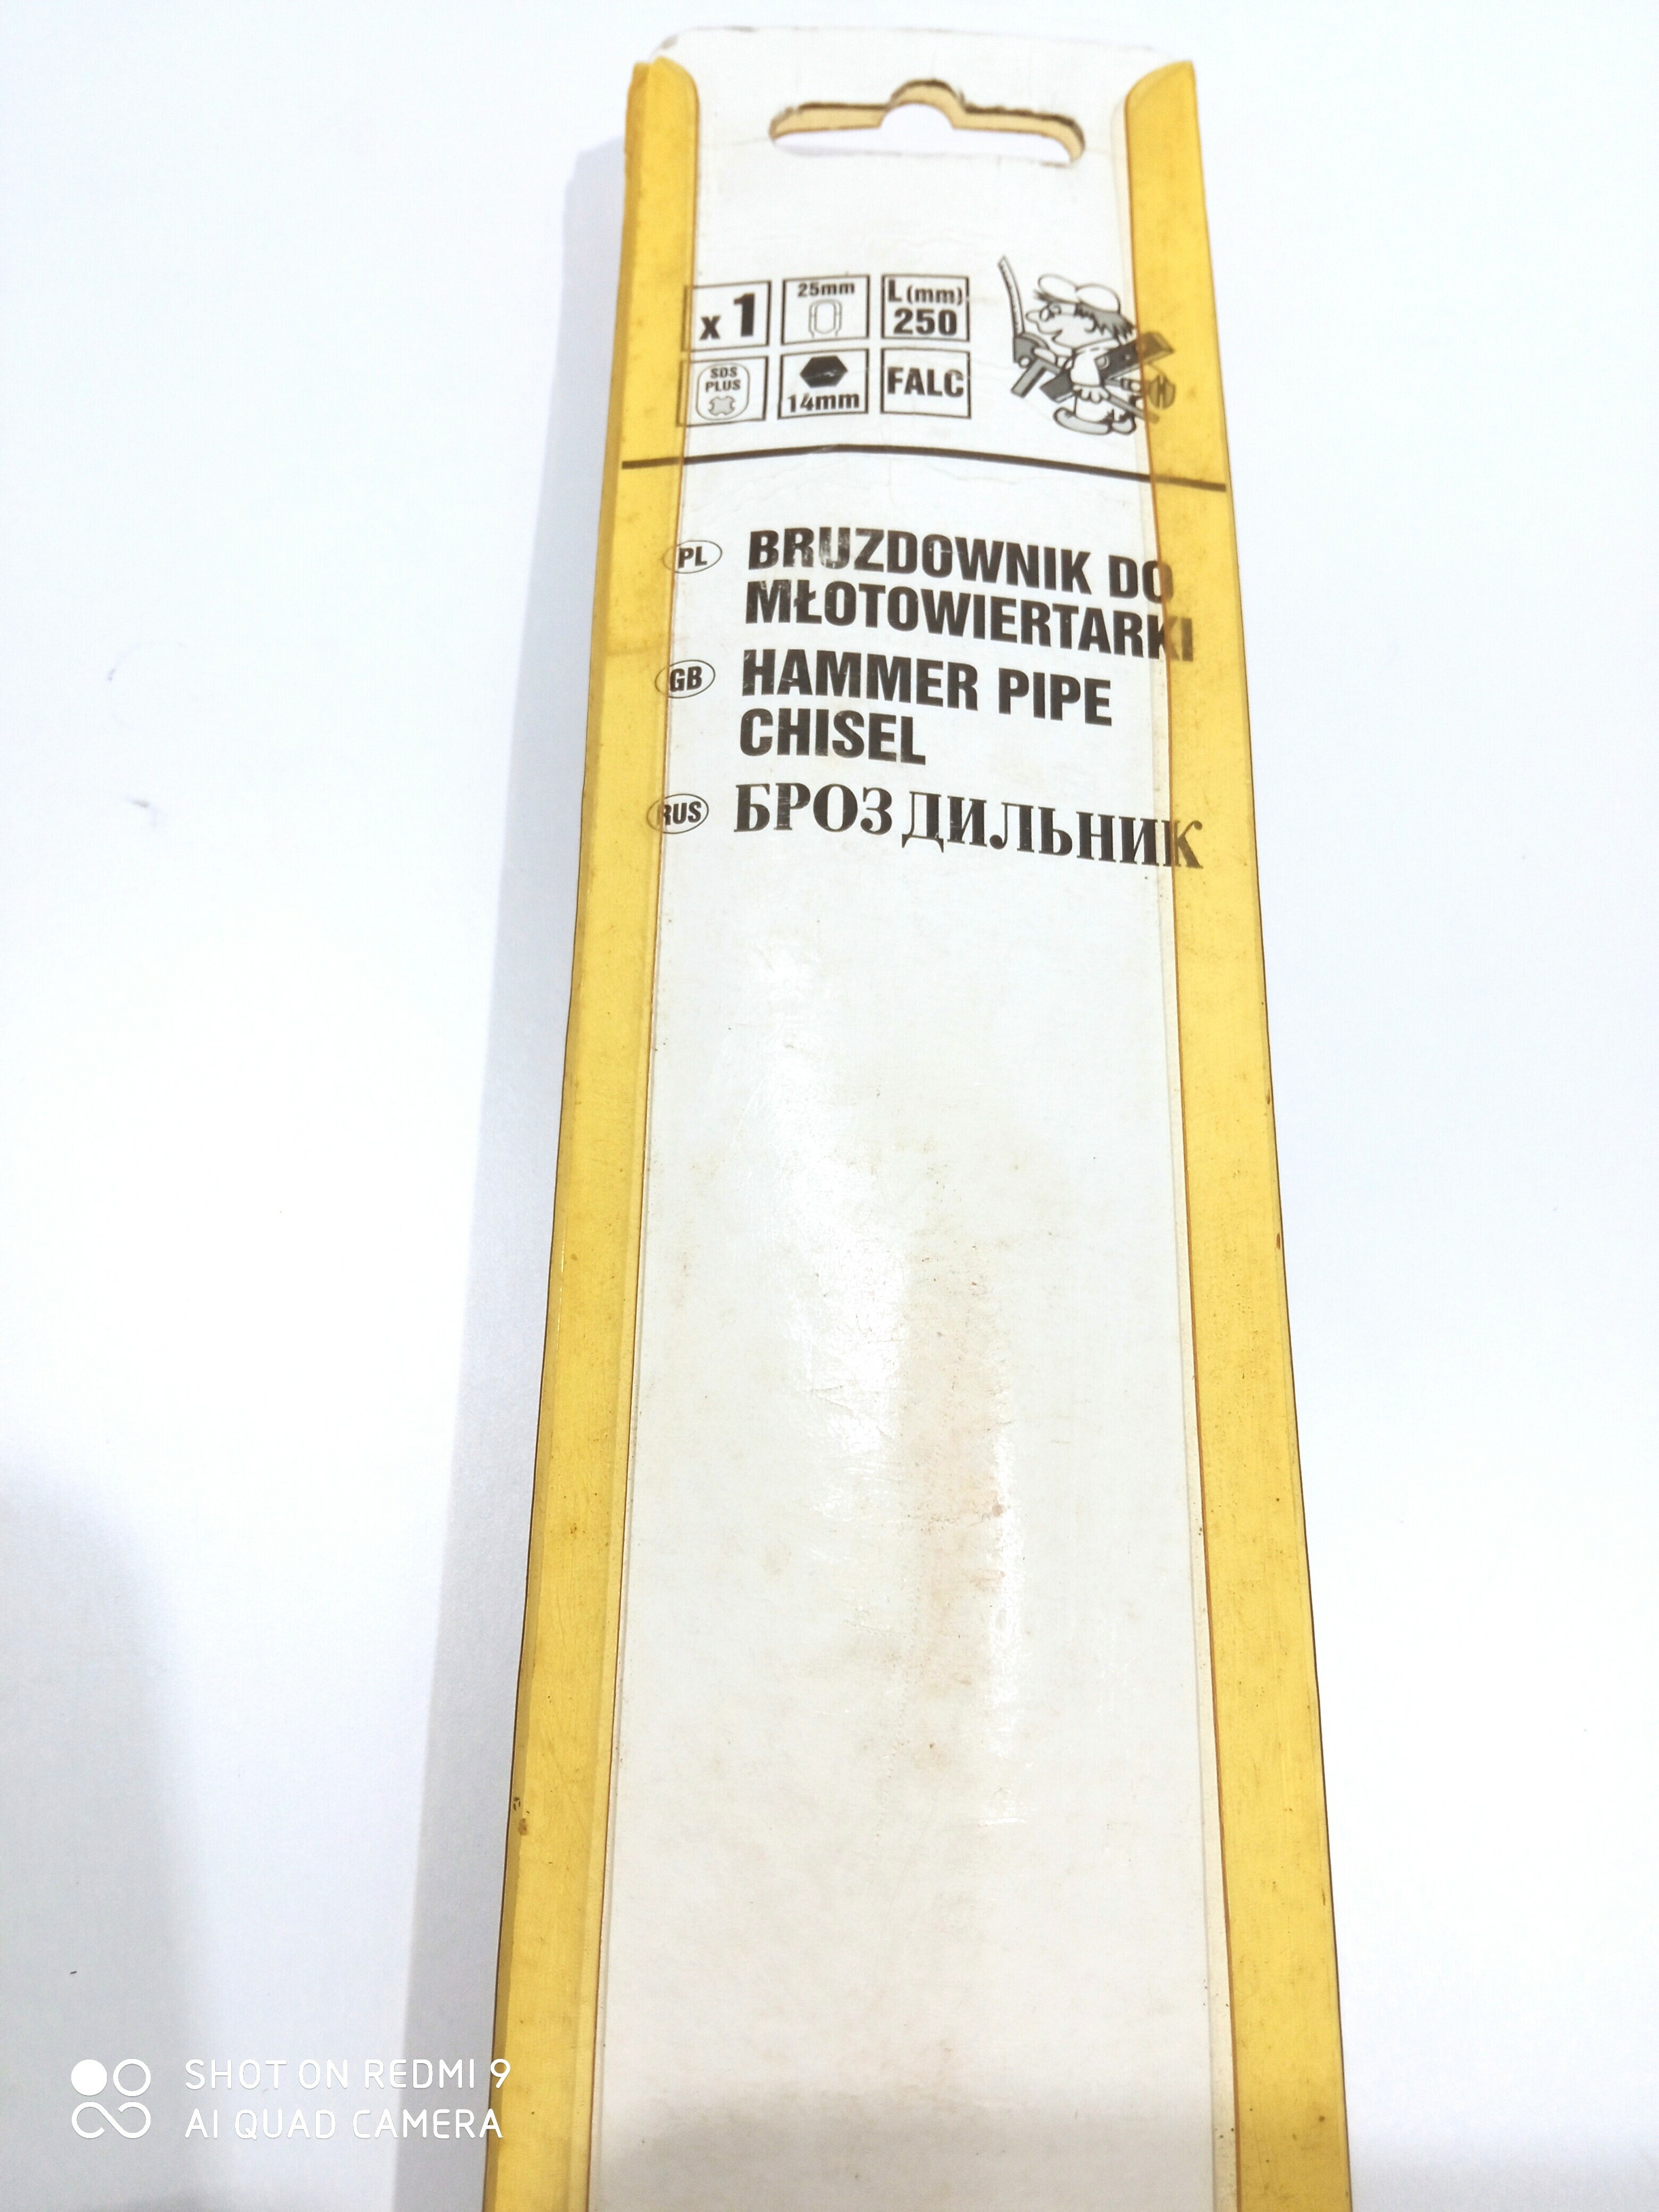 x 1
25mm
L (mm)
250
SDS
PLUS
14mm
FALC
PL BRUZDOWNIK DO
MŁOTOWIERTARKI
GB HAMMER PIPE
CHISEL
RUS БРОЗДИЛЬНИК
SHOT ON REDMI 9
AI QUAD CAMERA